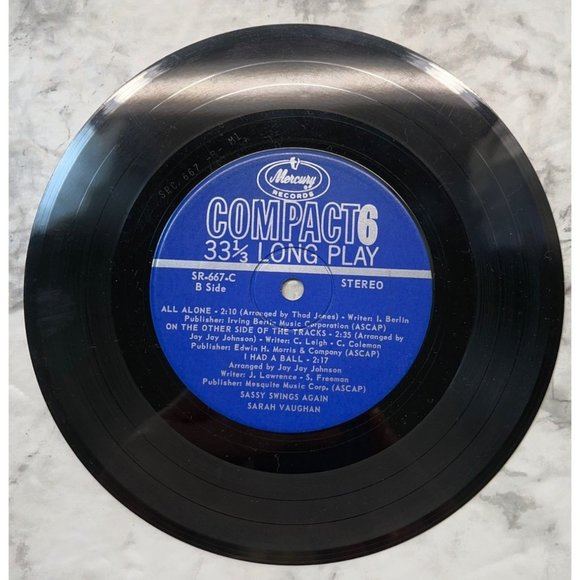 SEC. 667 -B- M1
Mercury
RECORDS
COMPACT6
33⅓ LONG PLAY
SR-667-C
B Side
STEREO
ALL ALONE - 2:10 (Arranged by Thad Jones) - Writer: I. Berlin
Publisher: Irving Berlin Music Corporation (ASCAP)
ON THE OTHER SIDE OF THE TRACKS - 2:35 (Arranged by
Jay Jay Johnson) - Writer: C. Leigh - C. Coleman
Publisher: Edwin H. Morris & Company (ASCAP)
I HAD A BALL - 2:17
Arranged by Jay Jay Johnson
Writer: J. Lawrence - S. Freeman
Publisher: Mesquite Music Corp. (ASCAP)
SASSY SWINGS AGAIN
SARAH VAUGHAN